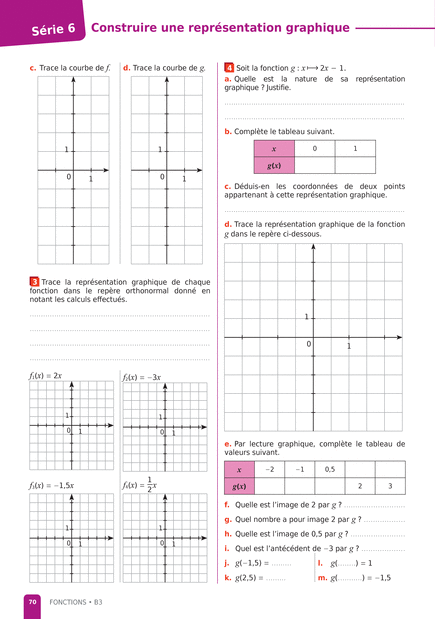 Série 6
Construire une représentation graphique
c. Trace la courbe de f.
d. Trace la courbe de g.
1
0
1
1
0
1
3 Trace la représentation graphique de chaque
fonction dans le repère orthonormal donné en
notant les calculs effectués.
f₁(x) = 2x
f₂(x) = −3x
1
0
1
1
0
1
f₃(x) = −1,5x
f₄(x) = 1/2 x
1
0
1
1
0
1
4 Soit la fonction g : x ⟼ 2x − 1.
a. Quelle est la nature de sa représentation
graphique ? Justifie.
b. Complète le tableau suivant.
x 0 1
g(x)
c. Déduis-en les coordonnées de deux points
appartenant à cette représentation graphique.
d. Trace la représentation graphique de la fonction
g dans le repère ci-dessous.
1
0
1
e. Par lecture graphique, complète le tableau de
valeurs suivant.
x −2 −1 0,5
g(x) 2 3
f. Quelle est l'image de 2 par g ? ....................
g. Quel nombre a pour image 2 par g ? ................
h. Quelle est l'image de 0,5 par g ? ....................
i. Quel est l'antécédent de −3 par g ? ..................
j. g(−1,5) = .........
l. g(........) = 1
k. g(2,5) = .........
m. g(..........) = −1,5
70 FONCTIONS • B3